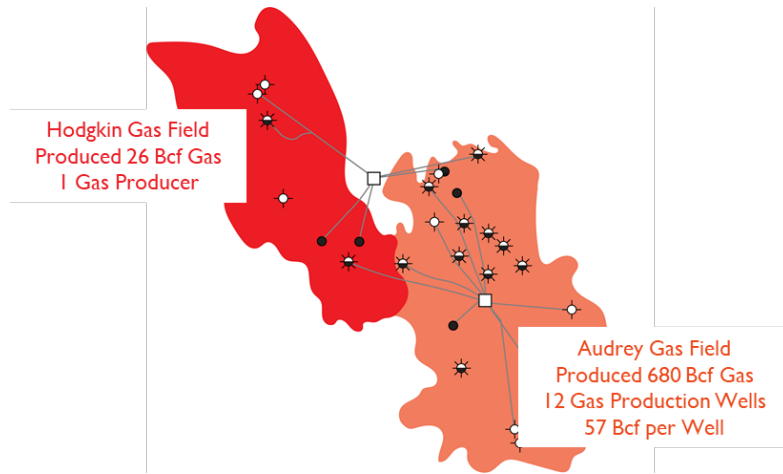 Hodgkin Gas Field
Produced 26 Bcf Gas
1 Gas Producer
Audrey Gas Field
Produced 680 Bcf Gas
12 Gas Production Wells
57 Bcf per Well